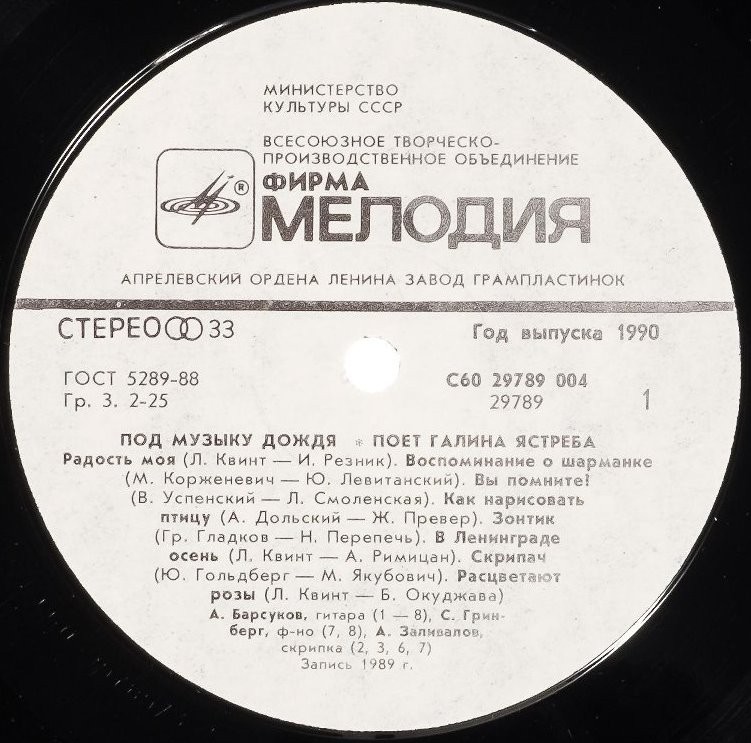 МИНИСТЕРСТВО
КУЛЬТУРЫ СССР
ВСЕСОЮЗНОЕ ТВОРЧЕСКО-
ПРОИЗВОДСТВЕННОЕ ОБЪЕДИНЕНИЕ
®
ФИРМА
МЕЛОДИЯ
АПРЕЛЕВСКИЙ ОРДЕНА ЛЕНИНА ЗАВОД ГРАМПЛАСТИНОК
СТЕРЕО 33 Год выпуска 1990
ГОСТ 5289-88 С60 29789 004
Гр. 3. 2-25 29789 1
ПОД МУЗЫКУ ДОЖДЯ * ПОЕТ ГАЛИНА ЯСТРЕБА
Радость моя (Л. Квинт — И. Резник). Воспоминание о шарманке
(М. Корженевич — Ю. Левитанский). Вы помните!
(В. Успенский — Л. Смоленская). Как нарисовать
птицу (А. Дольский — Ж. Превер). Зонтик
(Гр. Гладков — Н. Перепечь). В Ленинграде
осень (Л. Квинт — А. Римицан). Скрипач
(Ю. Гольдберг — М. Якубович). Расцветают
розы (Л. Квинт — Б. Окуджава)
А. Барсуков, гитара (1 — 8), С. Грин-
берг, ф-но (7, 8), А. Заливалов,
скрипка (2, 3, 6, 7)
Запись 1989 г.